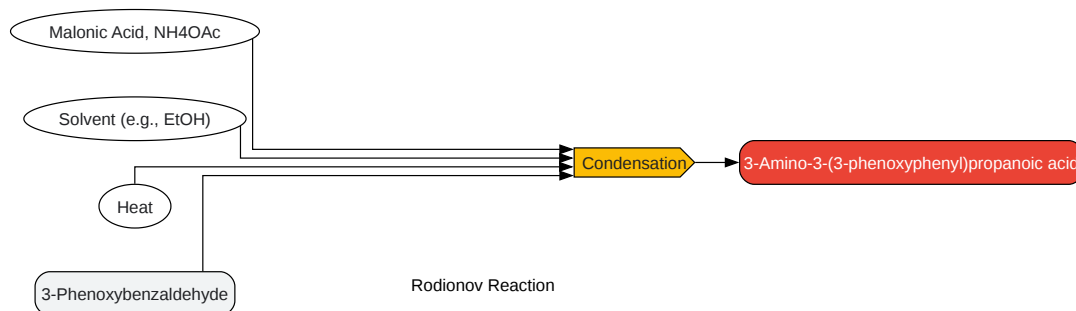 Malonic Acid, NH4OAc
Solvent (e.g., EtOH)
Condensation
3-Amino-3-(3-phenoxyphenyl)propanoic acid
Heat
3-Phenoxybenzaldehyde
Rodionov Reaction